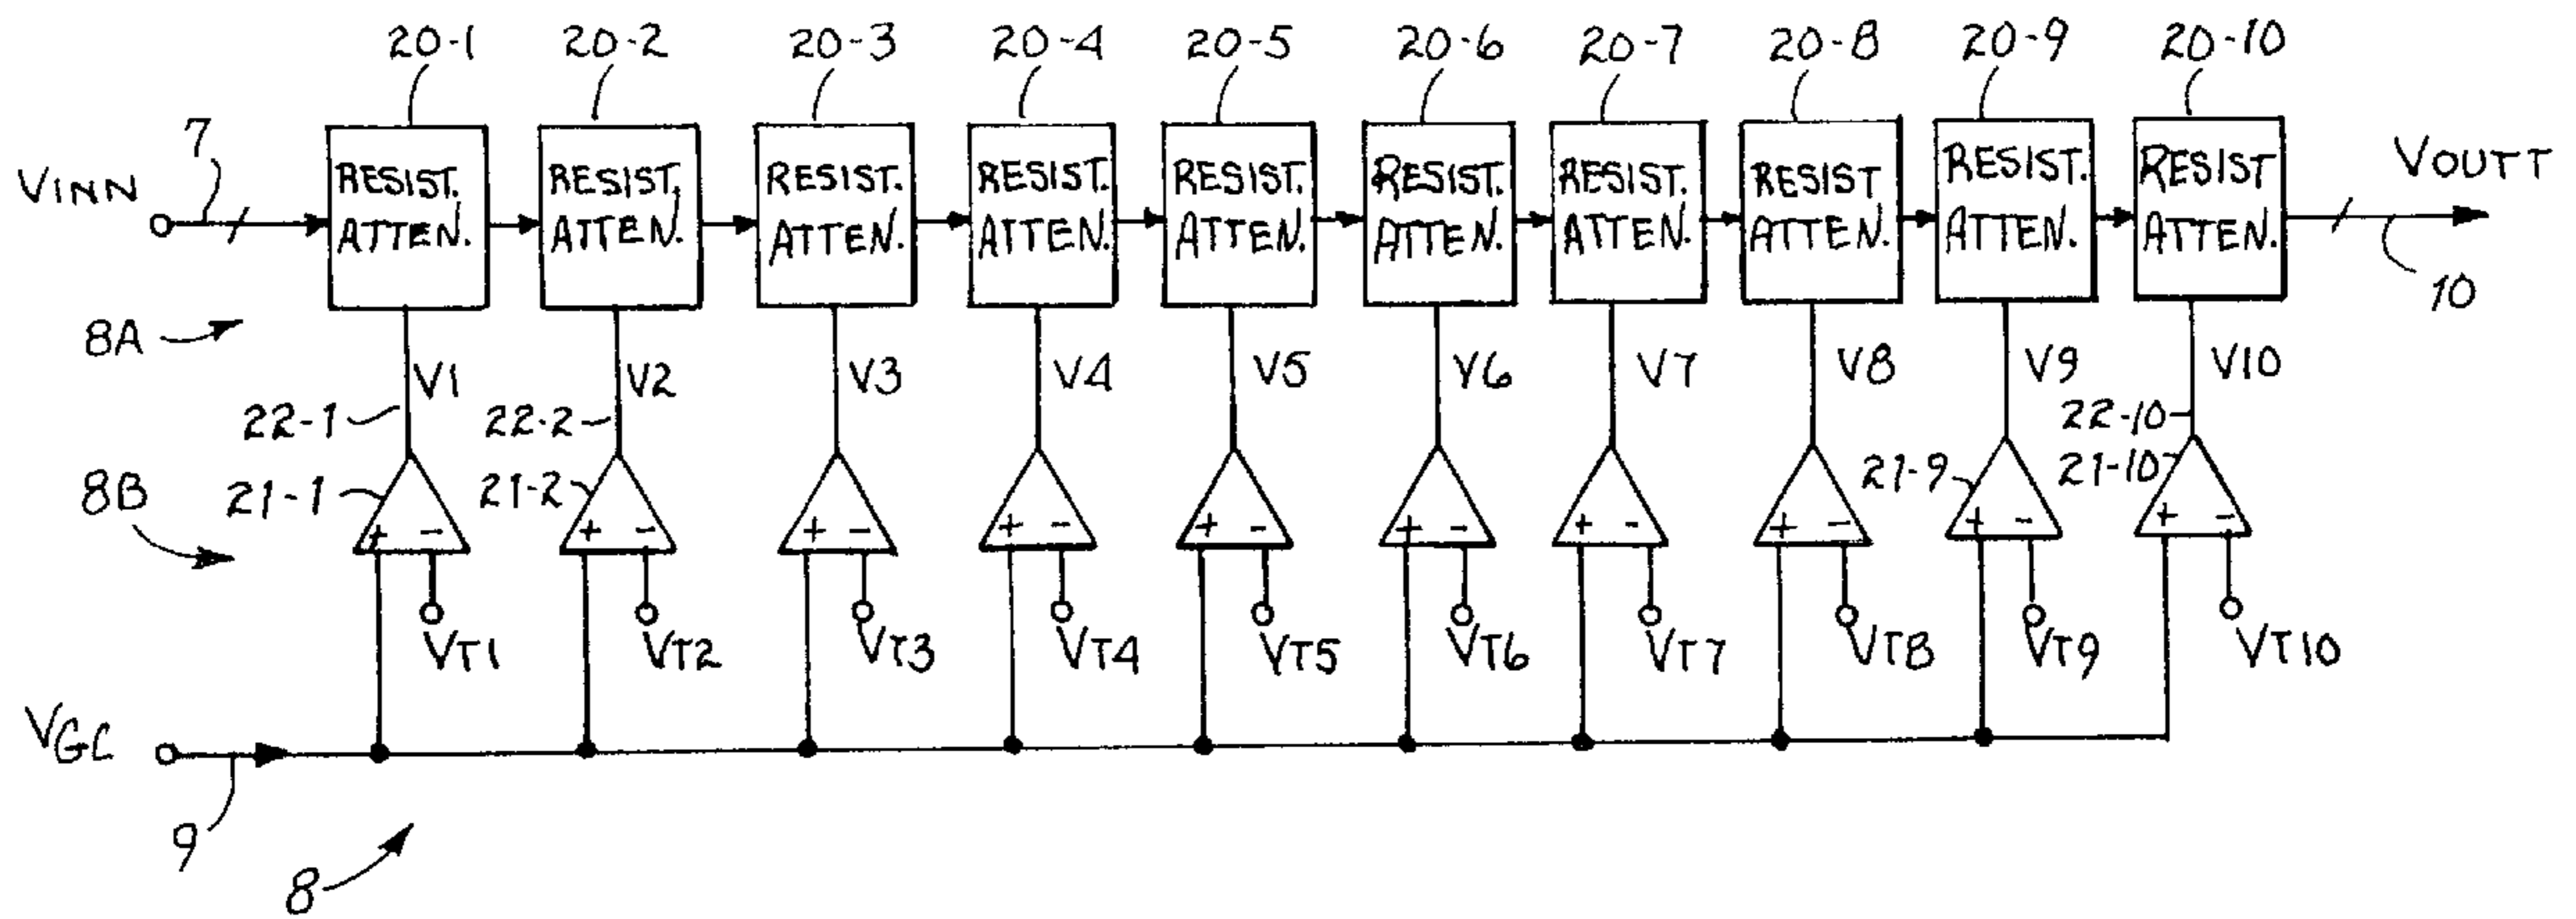 20-1 20-2 20-3 20-4 20-5 20-6 20-7 20-8 20-9 20-10
7
VINN
RESIST. ATTEN.
RESIST. ATTEN.
RESIST. ATTEN.
RESIST. ATTEN.
RESIST. ATTEN.
RESIST. ATTEN.
RESIST. ATTEN.
RESIST ATTEN.
RESIST. ATTEN.
RESIST ATTEN.
VOUTT
10
8A
V1 V2 V3 V4 V5 V6 V7 V8 V9 V10
22-1 22-2 22-10
8B
21-1 21-2 21-9 21-10
+ - + - + - + - + - + - + - + - + - + -
VT1 VT2 VT3 VT4 VT5 VT6 VT7 VT8 VT9 VT10
VGC
9
8